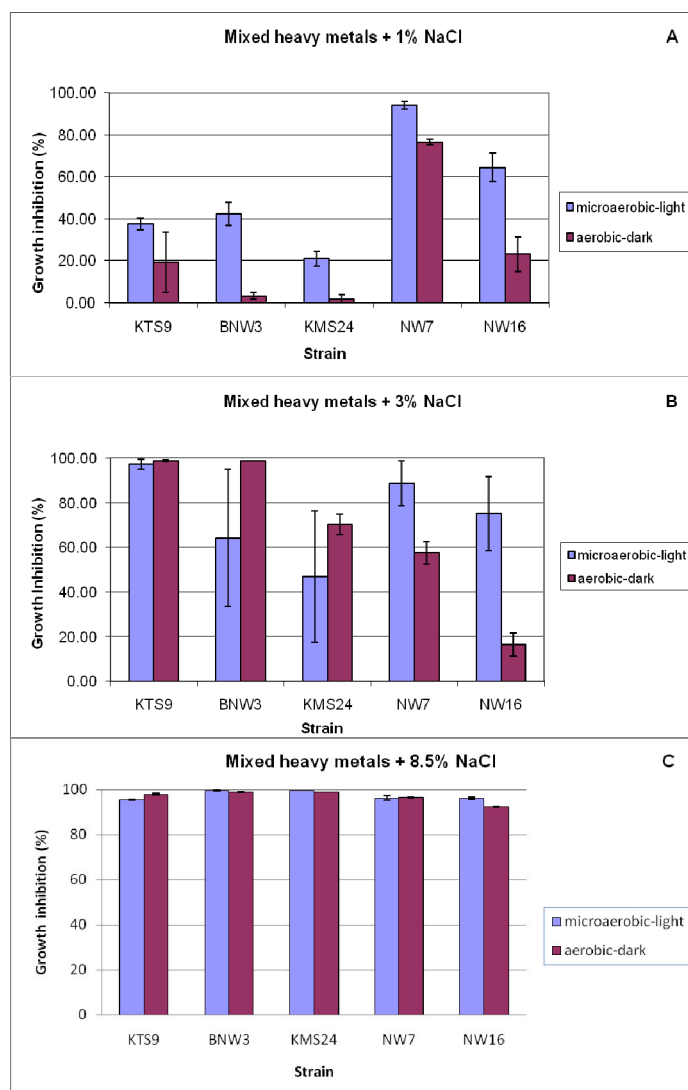 Mixed heavy metals + 1% NaCl
A
Growth inhibition (%)
100.00
80.00
60.00
40.00
20.00
0.00
KTS9 BNW3 KMS24 NW7 NW16
Strain
microaerobic-light
aerobic-dark
Mixed heavy metals + 3% NaCl
B
Growth Inhibition (%)
100.00
80.00
60.00
40.00
20.00
0.00
KTS9 BNW3 KMS24 NW7 NW16
Strain
microaerobic-light
aerobic-dark
Mixed heavy metals + 8.5% NaCl
C
Growth inhibition (%)
100
80
60
40
20
0
KTS9 BNW3 KMS24 NW7 NW16
Strain
microaerobic-light
aerobic-dark